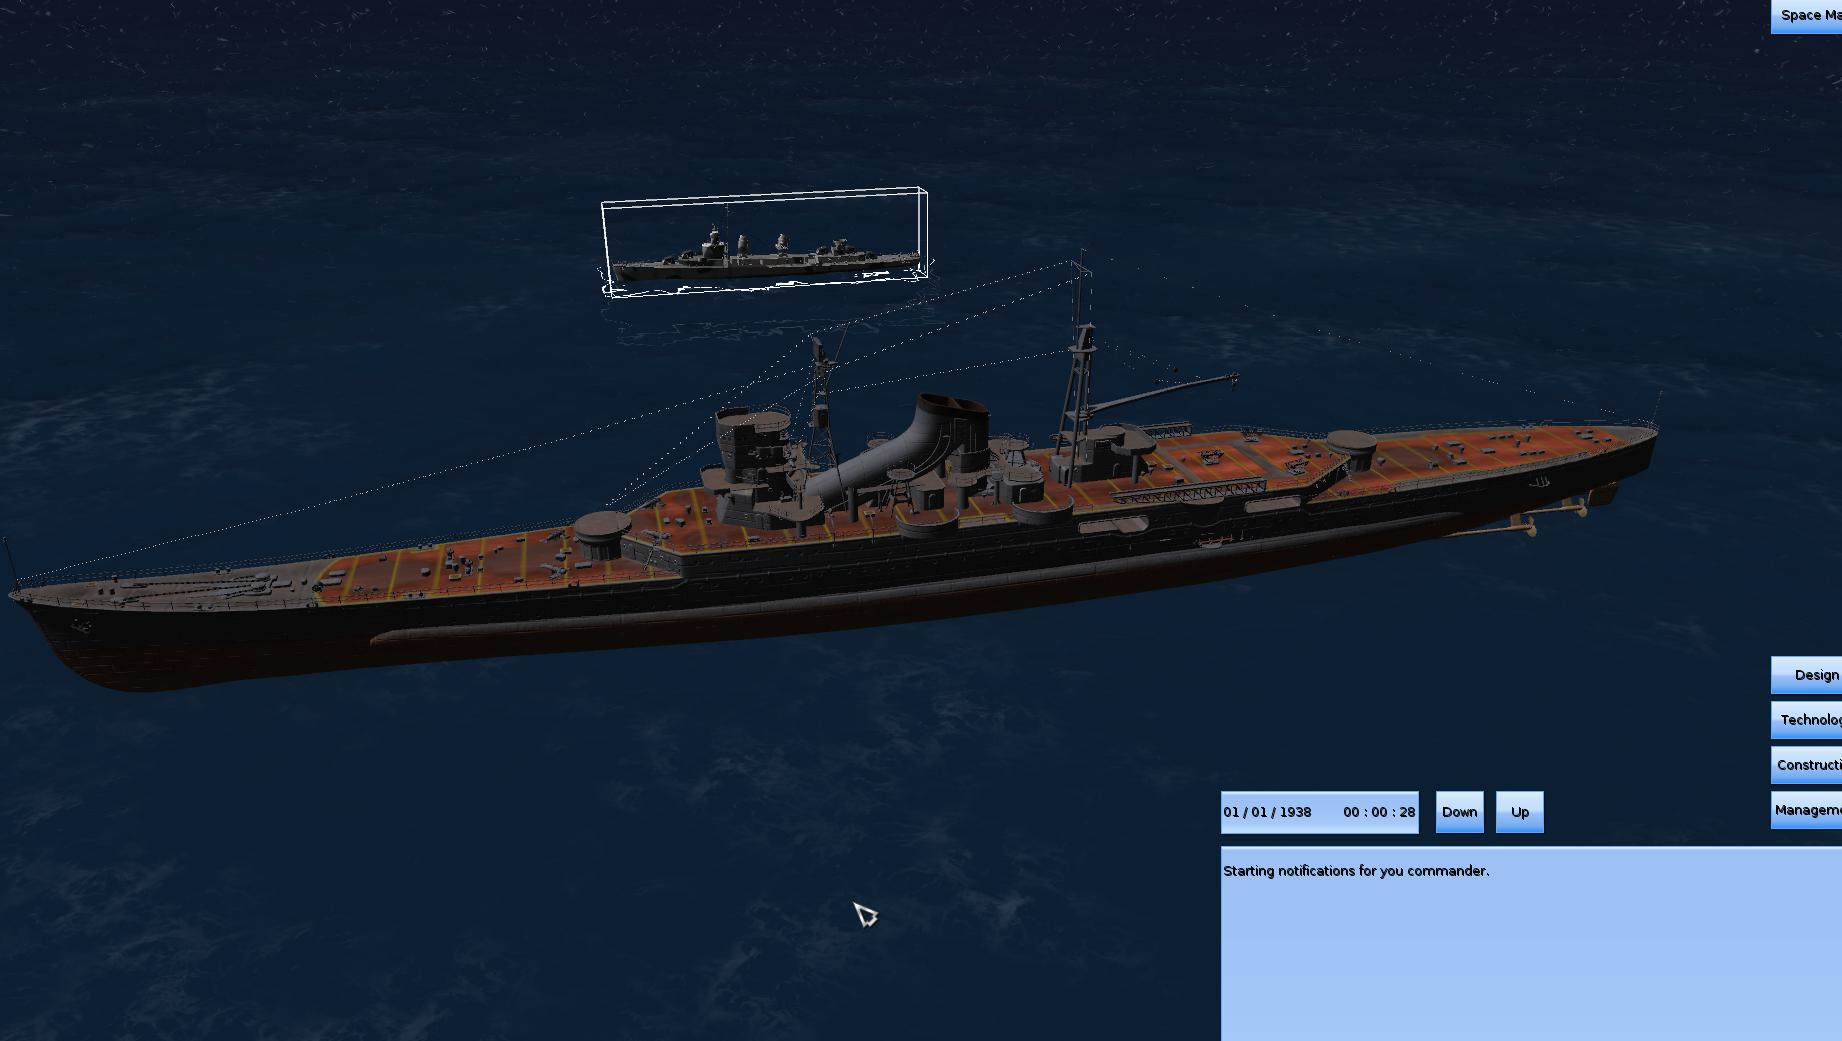 Space Ma
Design
Technolog
Constructi
Manageme
01 / 01 / 1938 00 : 00 : 28
Down
Up
Starting notifications for you commander.